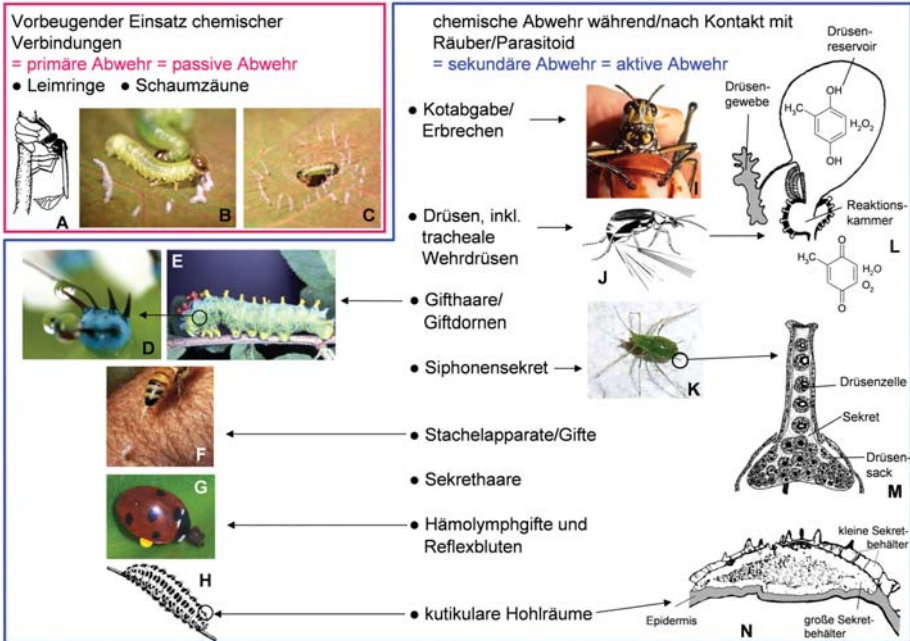 Vorbeugender Einsatz chemischer
Verbindungen
= primäre Abwehr = passive Abwehr
● Leimringe ● Schaumzäune
A
B
C
chemische Abwehr während/nach Kontakt mit
Räuber/Parasitoid
= sekundäre Abwehr = aktive Abwehr
● Kotabgabe/
Erbrechen
I
Drüsen-
reservoir
Drüsen-
gewebe
OH
H₃C
H₂O₂
OH
Reaktions-
kammer
L
● Drüsen, inkl.
tracheale
Wehrdrüsen
J
O
H₃C
H₂O
O₂
O
D
E
● Gifthaare/
Giftdornen
● Siphonensekret
K
Drüsenzelle
Sekret
Drüsen-
sack
M
F
● Stachelapparate/Gifte
● Sekrethaare
G
● Hämolymphgifte und
Reflexbluten
H
● kutikulare Hohlräume
kleine Sekret-
behälter
Epidermis
große Sekret-
behälter
N